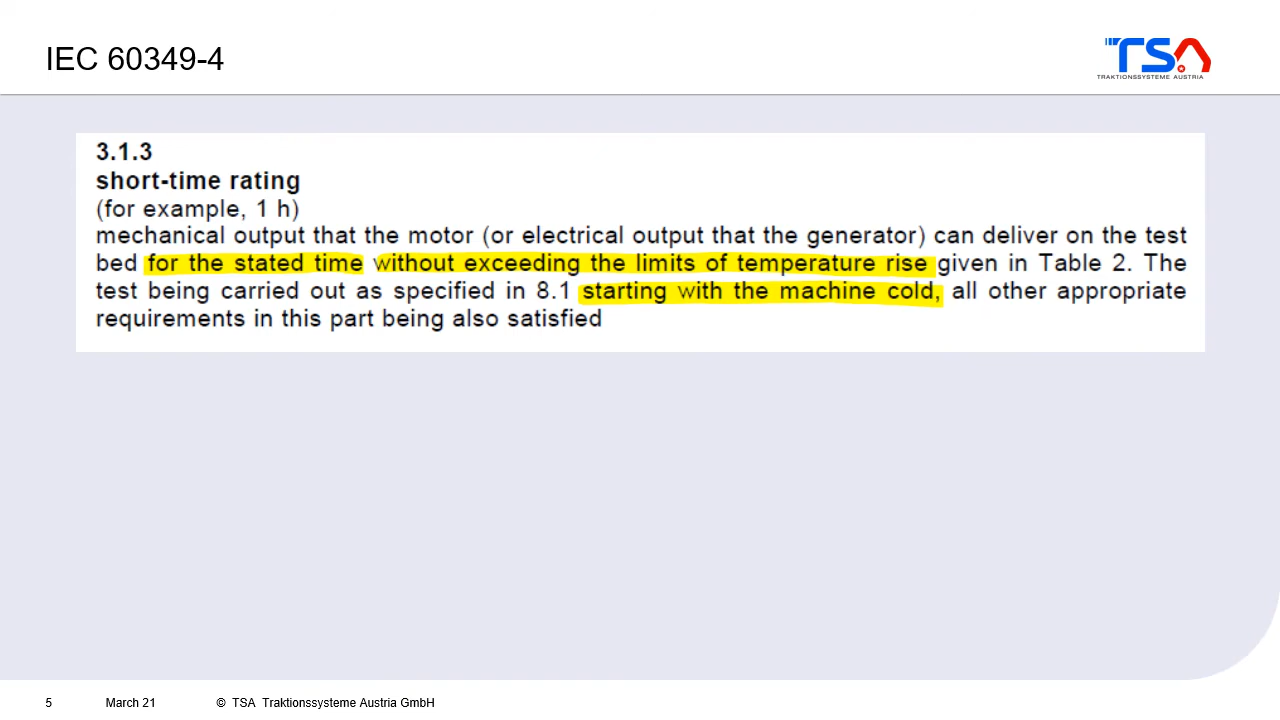 IEC 60349-4
TSA
TRAKTIONSSYSTEME AUSTRIA
3.1.3
short-time rating
(for example, 1 h)
mechanical output that the motor (or electrical output that the generator) can deliver on the test
bed for the stated time without exceeding the limits of temperature rise given in Table 2. The
test being carried out as specified in 8.1 starting with the machine cold, all other appropriate
requirements in this part being also satisfied
5 March 21 © TSA Traktionssysteme Austria GmbH